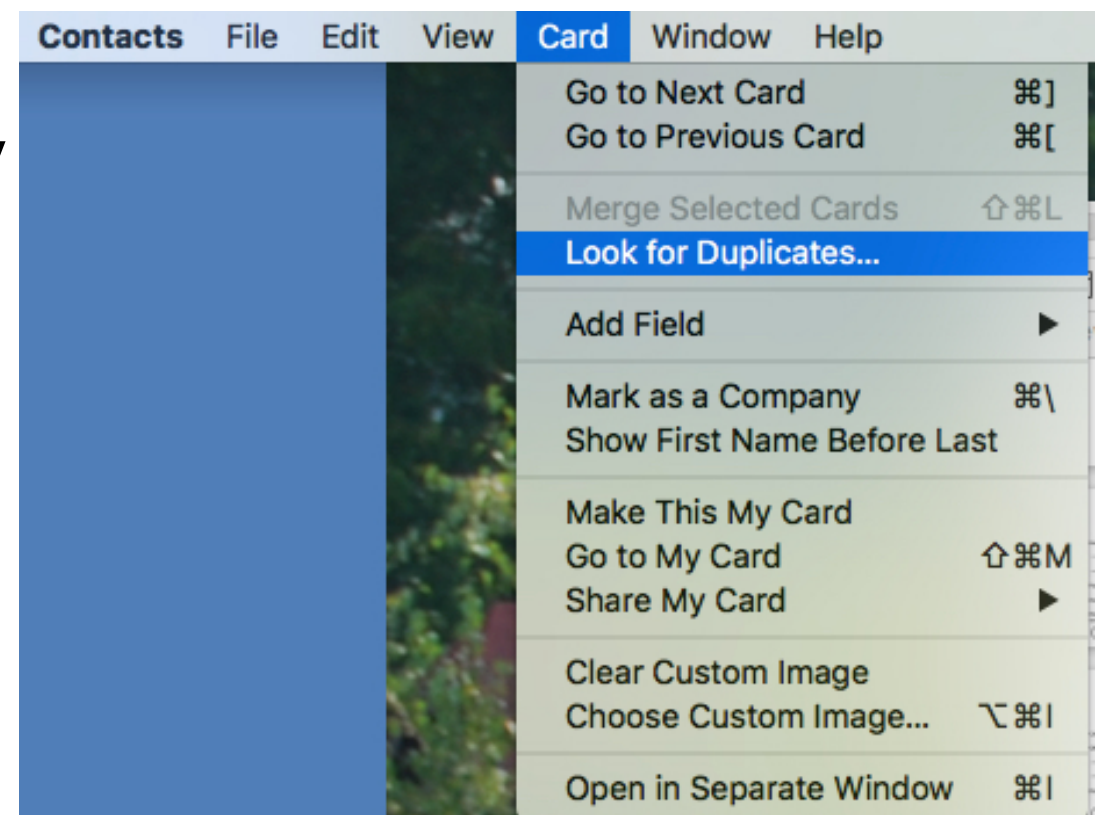 Contacts File Edit View Card Window Help
Go to Next Card ⌘]
Go to Previous Card ⌘[
Merge Selected Cards ⇧⌘L
Look for Duplicates...
Add Field ▶
Mark as a Company ⌘\
Show First Name Before Last
Make This My Card
Go to My Card ⇧⌘M
Share My Card ▶
Clear Custom Image
Choose Custom Image... ⌥⌘I
Open in Separate Window ⌘I